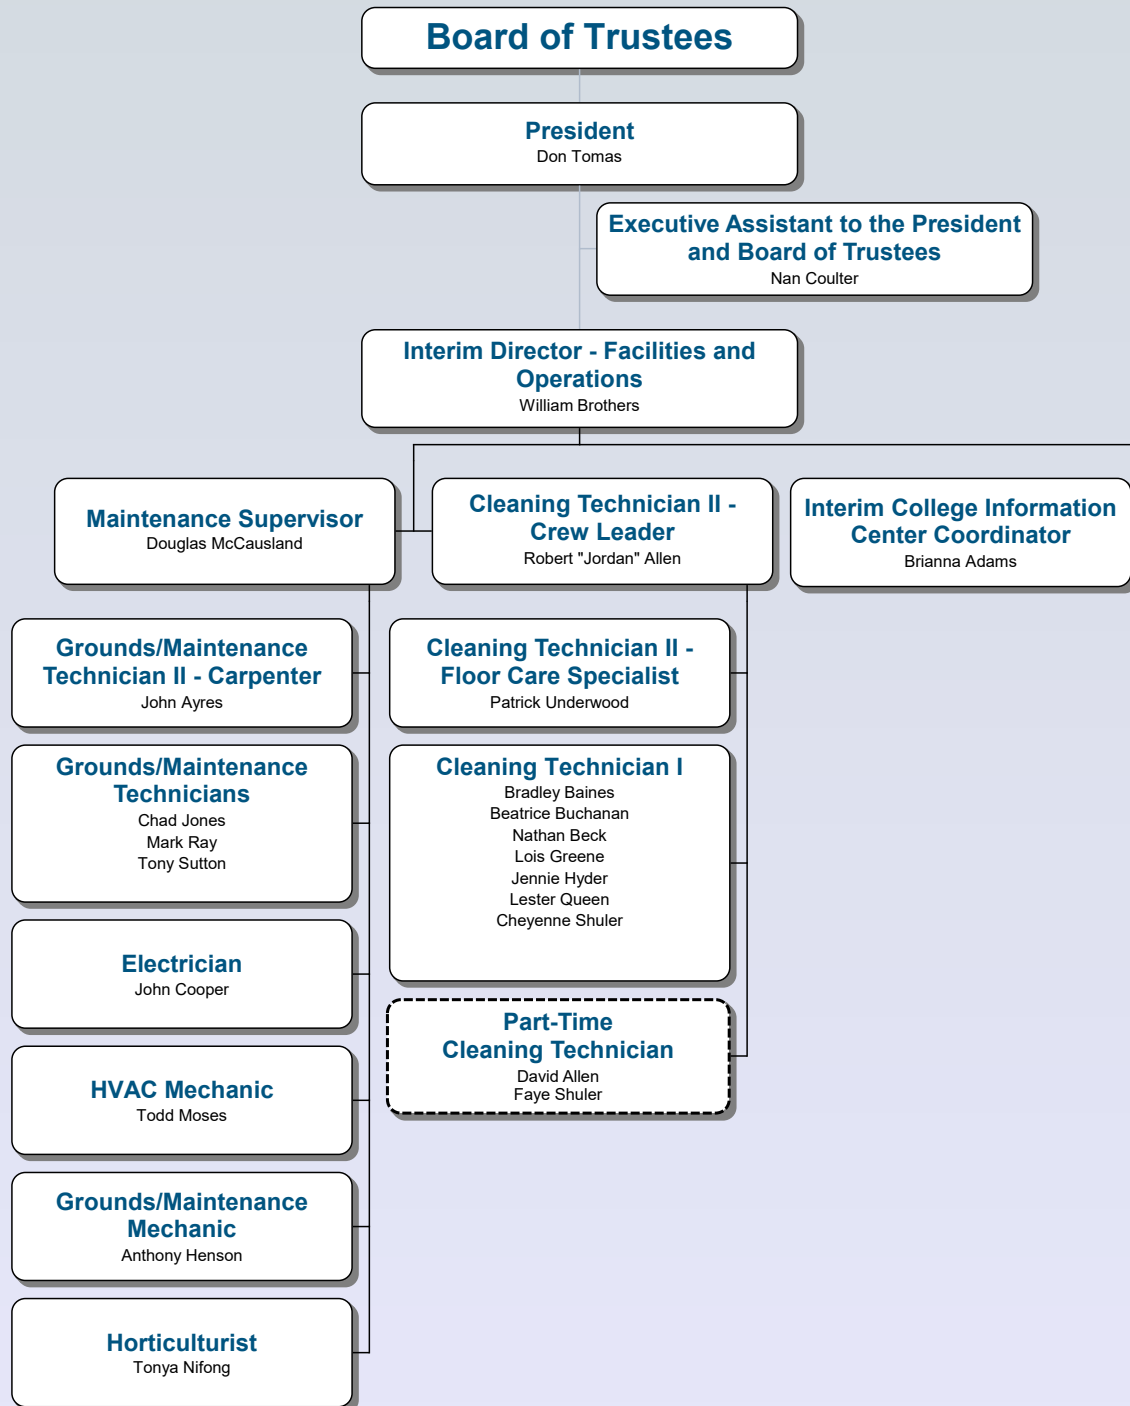 Board of Trustees
President
Don Tomas
Executive Assistant to the President
and Board of Trustees
Nan Coulter
Interim Director - Facilities and
Operations
William Brothers
Maintenance Supervisor
Douglas McCausland
Cleaning Technician II -
Crew Leader
Robert "Jordan" Allen
Interim College Information
Center Coordinator
Brianna Adams
Grounds/Maintenance
Technician II - Carpenter
John Ayres
Grounds/Maintenance
Technicians
Chad Jones
Mark Ray
Tony Sutton
Electrician
John Cooper
HVAC Mechanic
Todd Moses
Grounds/Maintenance
Mechanic
Anthony Henson
Horticulturist
Tonya Nifong
Cleaning Technician II -
Floor Care Specialist
Patrick Underwood
Cleaning Technician I
Bradley Baines
Beatrice Buchanan
Nathan Beck
Lois Greene
Jennie Hyder
Lester Queen
Cheyenne Shuler
Part-Time
Cleaning Technician
David Allen
Faye Shuler